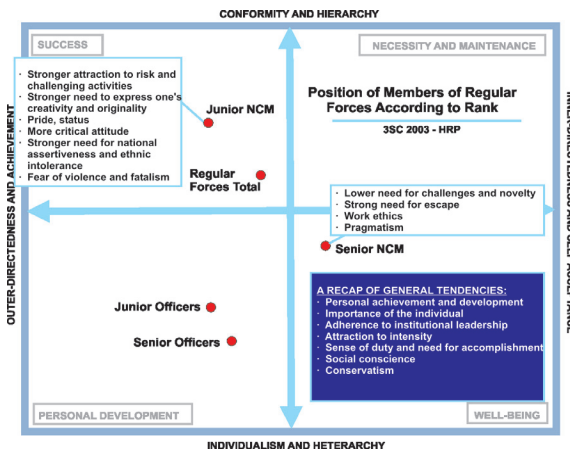 CONFORMITY AND HIERARCHY
SUCCESS
NECESSITY AND MAINTENANCE
· Stronger attraction to risk and
challenging activities
· Stronger need to express one's
creativity and originality
· Pride, status
· More critical attitude
· Stronger need for national
assertiveness and ethnic
intolerance
· Fear of violence and fatalism
Junior NCM
Position of Members of Regular
Forces According to Rank
3SC 2003 - HRP
Regular
Forces Total
OUTER-DIRECTEDNESS AND ACHIEVEMENT
· Lower need for challenges and novelty
· Strong need for escape
· Work ethics
· Pragmatism
Senior NCM
Junior Officers
Senior Officers
A RECAP OF GENERAL TENDENCIES:
· Personal achievement and development
· Importance of the individual
· Adherence to institutional leadership
· Attraction to intensity
· Sense of duty and need for accomplishment
· Social conscience
· Conservatism
PERSONAL DEVELOPMENT
WELL-BEING
INDIVIDUALISM AND HETERARCHY